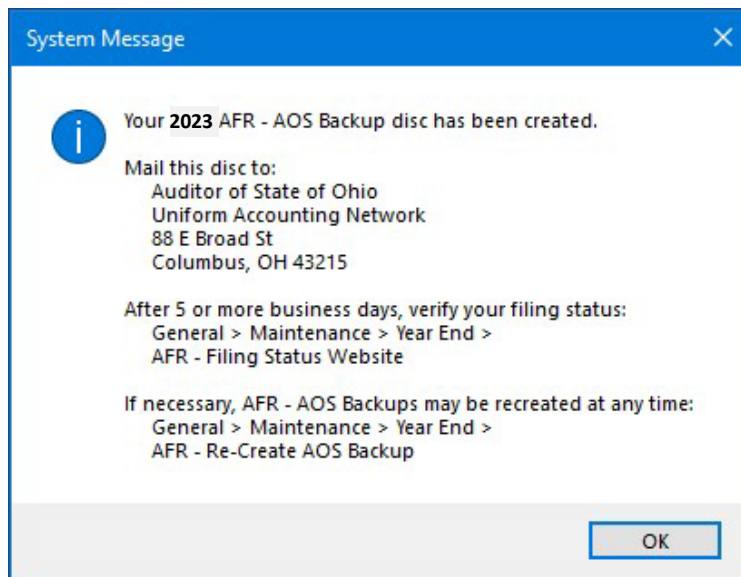 System Message
Your 2023 AFR - AOS Backup disc has been created.
Mail this disc to:
Auditor of State of Ohio
Uniform Accounting Network
88 E Broad St
Columbus, OH 43215
After 5 or more business days, verify your filing status:
General > Maintenance > Year End >
AFR - Filing Status Website
If necessary, AFR - AOS Backups may be recreated at any time:
General > Maintenance > Year End >
AFR - Re-Create AOS Backup
OK